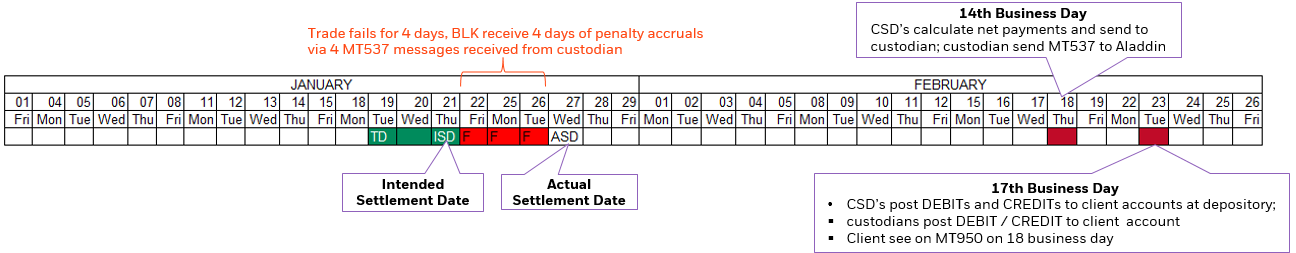 14th Business Day
CSD's calculate net payments and send to
custodian; custodian send MT537 to Aladdin
Trade fails for 4 days, BLK receive 4 days of penalty accruals
via 4 MT537 messages received from custodian
JANUARY FEBRUARY
01 04 05 06 07 08 11 12 13 14 15 18 19 20 21 22 25 26 27 28 29 01 02 03 04 05 08 09 10 11 12 15 16 17 18 19 22 23 24 25 26
Fri Mon Tue Wed Thu Fri Mon Tue Wed Thu Fri Mon Tue Wed Thu Fri Mon Tue Wed Thu Fri Mon Tue Wed Thu Fri Mon Tue Wed Thu Fri Mon Tue Wed Thu Fri Mon Tue Wed Thu Fri
TD ISD F F F ASD
Intended
Settlement Date
Actual
Settlement Date
17th Business Day
• CSD's post DEBITs and CREDITs to client accounts at depository;
▪ custodians post DEBIT / CREDIT to client account
▪ Client see on MT950 on 18 business day